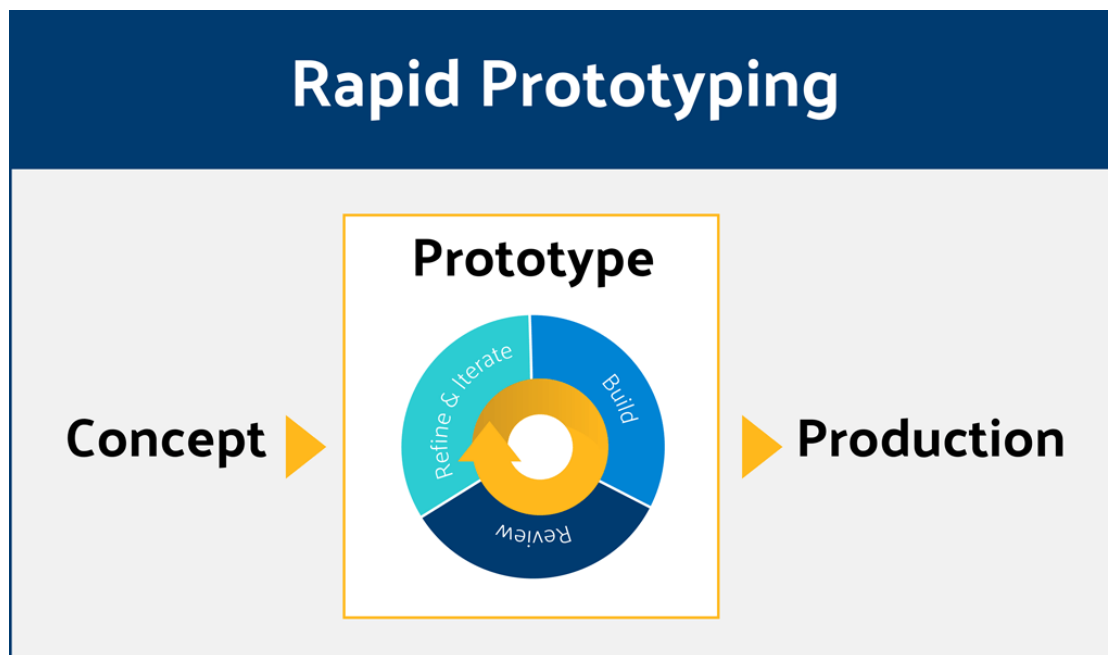 Rapid Prototyping
Prototype
Concept
Refine & Iterate
Build
Review
Production